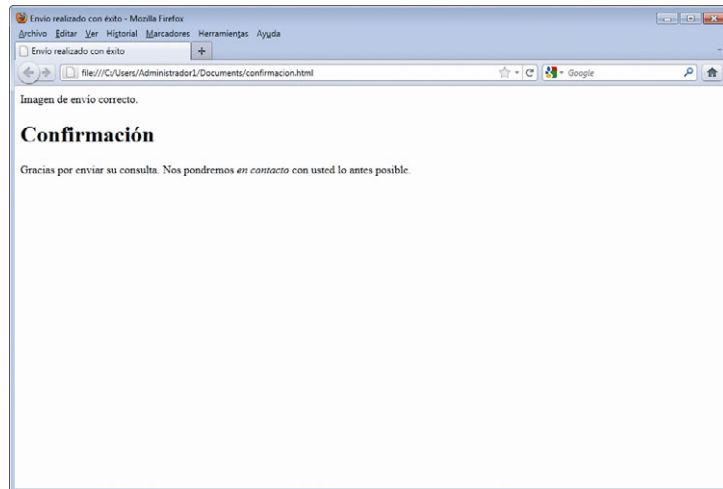 Envío realizado con éxito - Mozilla Firefox
Archivo Editar Ver Historial Marcadores Herramientas Ayuda
Envío realizado con éxito
file:///C:/Users/Administrador1/Documents/confirmacion.html
Google
Imagen de envío correcto.
Confirmación
Gracias por enviar su consulta. Nos pondremos en contacto con usted lo antes posible.